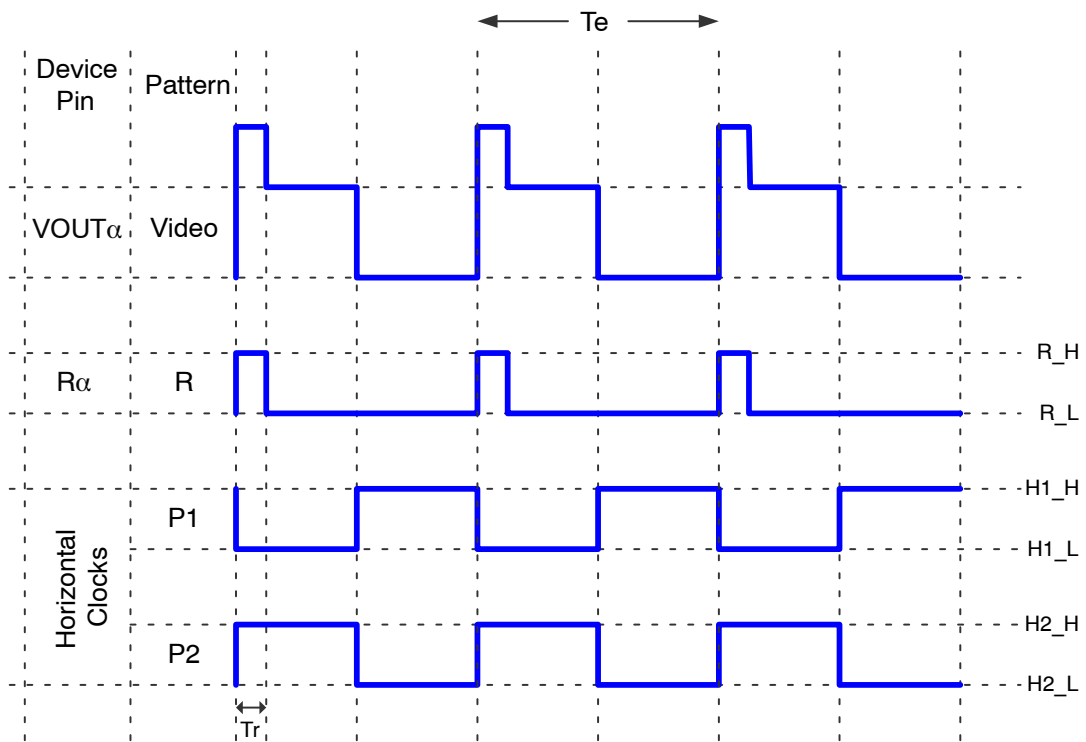 Te
Device
Pin
Pattern
VOUTα
Video
Rα
R
R_H
R_L
Horizontal
Clocks
P1
H1_H
H1_L
P2
H2_H
H2_L
Tr